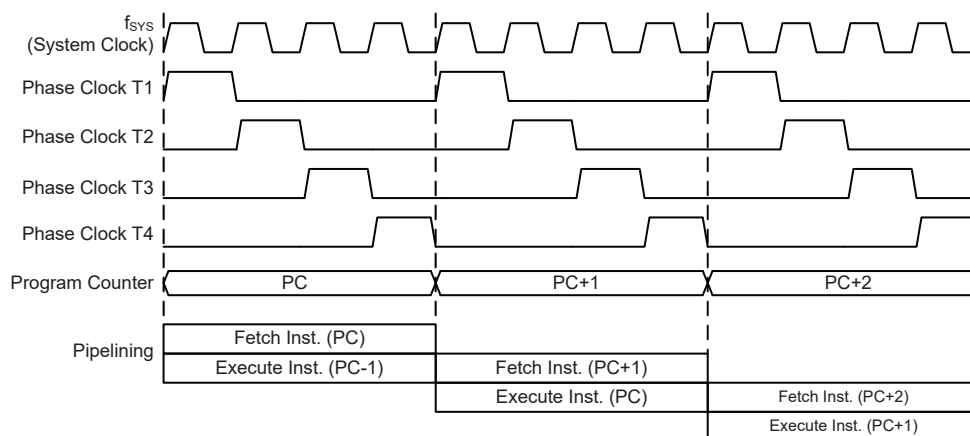 fSYS
(System Clock)
Phase Clock T1
Phase Clock T2
Phase Clock T3
Phase Clock T4
Program Counter PC PC+1 PC+2
Pipelining
Fetch Inst. (PC)
Execute Inst. (PC-1) Fetch Inst. (PC+1)
Execute Inst. (PC) Fetch Inst. (PC+2)
Execute Inst. (PC+1)